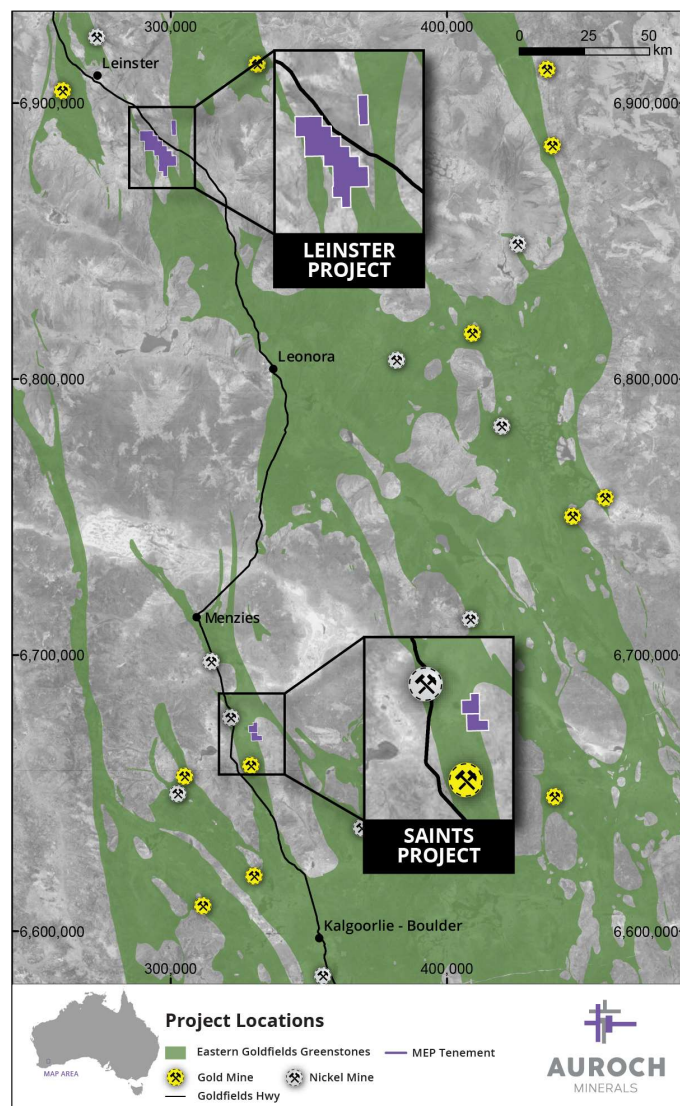 300,000
400,000
0
25
50
km
Leinster
6,900,000
6,900,000
LEINSTER
PROJECT
Leonora
6,800,000
6,800,000
Menzies
6,700,000
6,700,000
SAINTS
PROJECT
Kalgoorlie - Boulder
6,600,000
6,600,000
300,000
400,000
Project Locations
Eastern Goldfields Greenstones
MEP Tenement
Gold Mine
Nickel Mine
Goldfields Hwy
MAP AREA
AUROCH
MINERALS